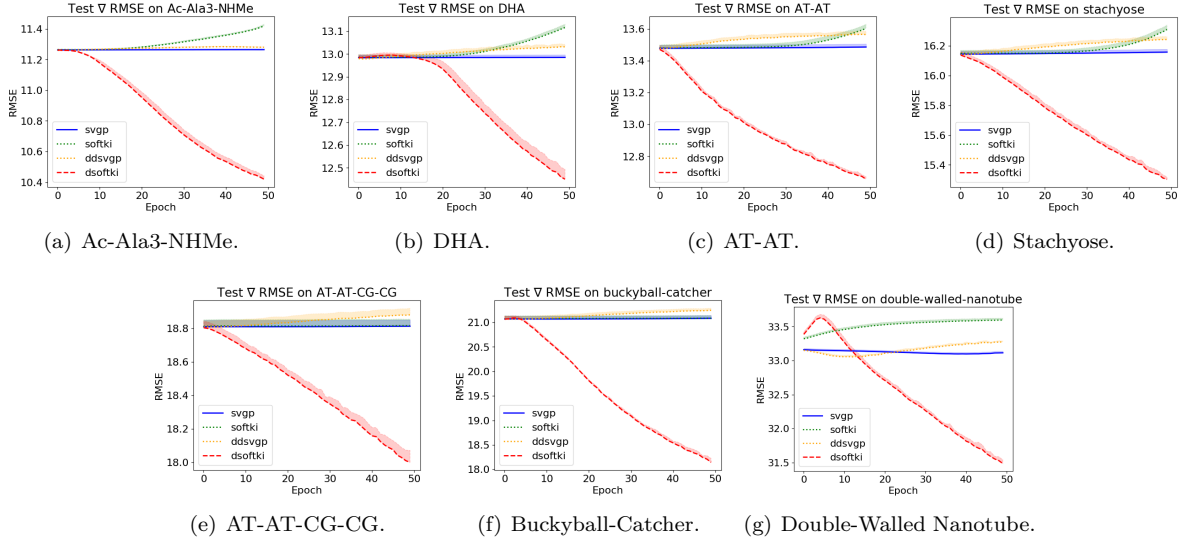 Test ∇ RMSE on Ac-Ala3-NHMe
RMSE
11.4
11.2
11.0
10.8
10.6
10.4
svgp
softki
ddsvgp
dsoftki
0 10 20 30 40 50
Epoch
(a) Ac-Ala3-NHMe.
Test ∇ RMSE on DHA
RMSE
13.1
13.0
12.9
12.8
12.7
12.6
12.5
svgp
softki
ddsvgp
dsoftki
0 10 20 30 40 50
Epoch
(b) DHA.
Test ∇ RMSE on AT-AT
RMSE
13.6
13.4
13.2
13.0
12.8
svgp
softki
ddsvgp
dsoftki
0 10 20 30 40 50
Epoch
(c) AT-AT.
Test ∇ RMSE on stachyose
RMSE
16.2
16.0
15.8
15.6
15.4
svgp
softki
ddsvgp
dsoftki
0 10 20 30 40 50
Epoch
(d) Stachyose.
Test ∇ RMSE on AT-AT-CG-CG
RMSE
18.8
18.6
18.4
18.2
18.0
svgp
softki
ddsvgp
dsoftki
0 10 20 30 40 50
Epoch
(e) AT-AT-CG-CG.
Test ∇ RMSE on buckyball-catcher
RMSE
21.0
20.5
20.0
19.5
19.0
18.5
18.0
svgp
softki
ddsvgp
dsoftki
0 10 20 30 40 50
Epoch
(f) Buckyball-Catcher.
Test ∇ RMSE on double-walled-nanotube
RMSE
33.5
33.0
32.5
32.0
31.5
svgp
softki
ddsvgp
dsoftki
0 10 20 30 40 50
Epoch
(g) Double-Walled Nanotube.